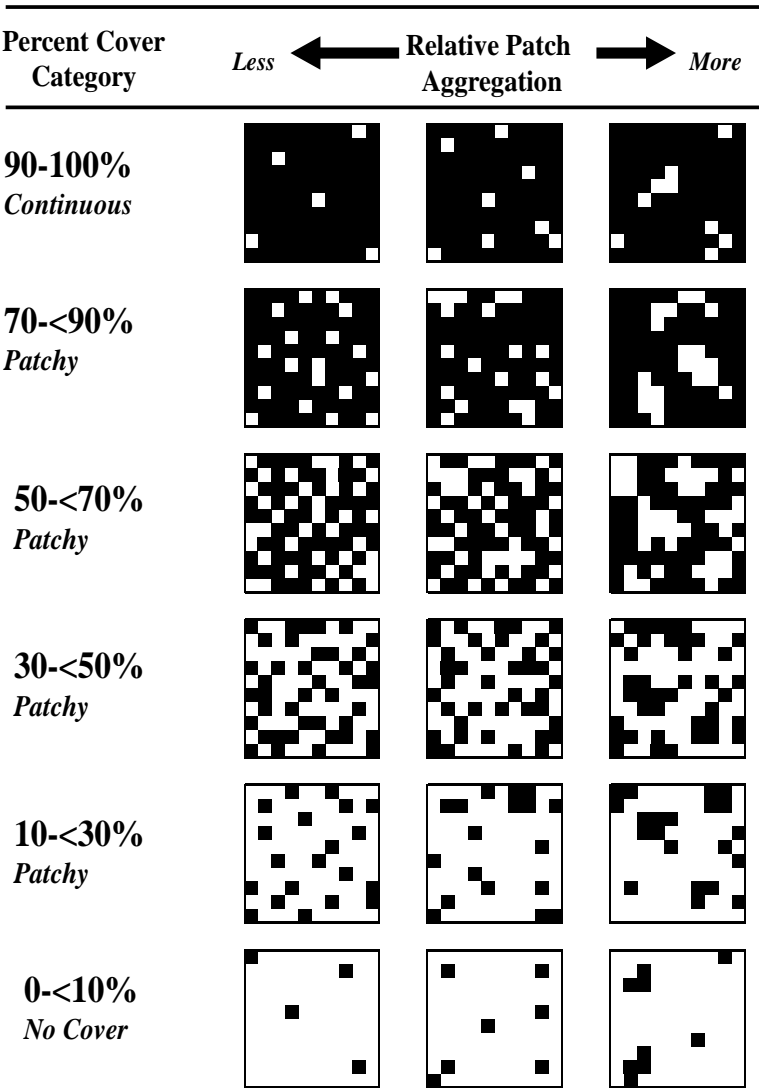 Percent Cover
Category
Less
Relative Patch
Aggregation
More
90-100%
Continuous
70-<90%
Patchy
50-<70%
Patchy
30-<50%
Patchy
10-<30%
Patchy
0-<10%
No Cover